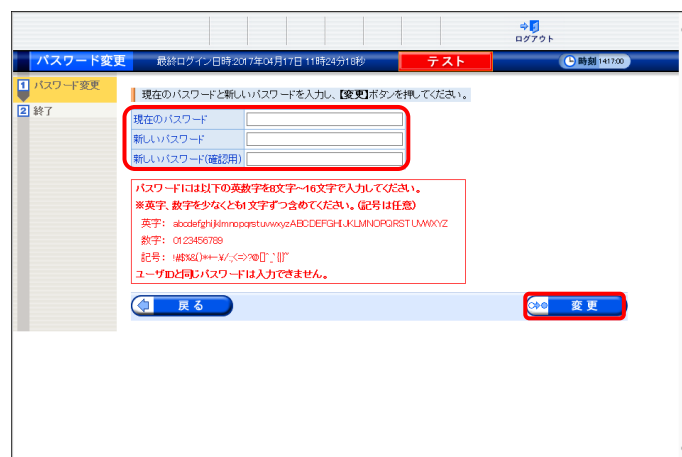 ログアウト
パスワード変更 最終ログイン日時:2017年04月17日 11時24分18秒 テスト 時刻 14:17:00
1 パスワード変更
2 終了
現在のパスワードと新しいパスワードを入力し、【変更】ボタンを押してください。
現在のパスワード
新しいパスワード
新しいパスワード(確認用)
パスワードには以下の英数字を8文字~16文字で入力してください。
※英字、数字を少なくとも1文字ずつ含めてください。(記号は任意)
英字: abcdefghijklmnopqrstuvwxyzABCDEFGHIJKLMNOPQRSTUVWXYZ
数字: 0123456789
記号:
ユーザIDと同じパスワードは入力できません。
戻る 変更